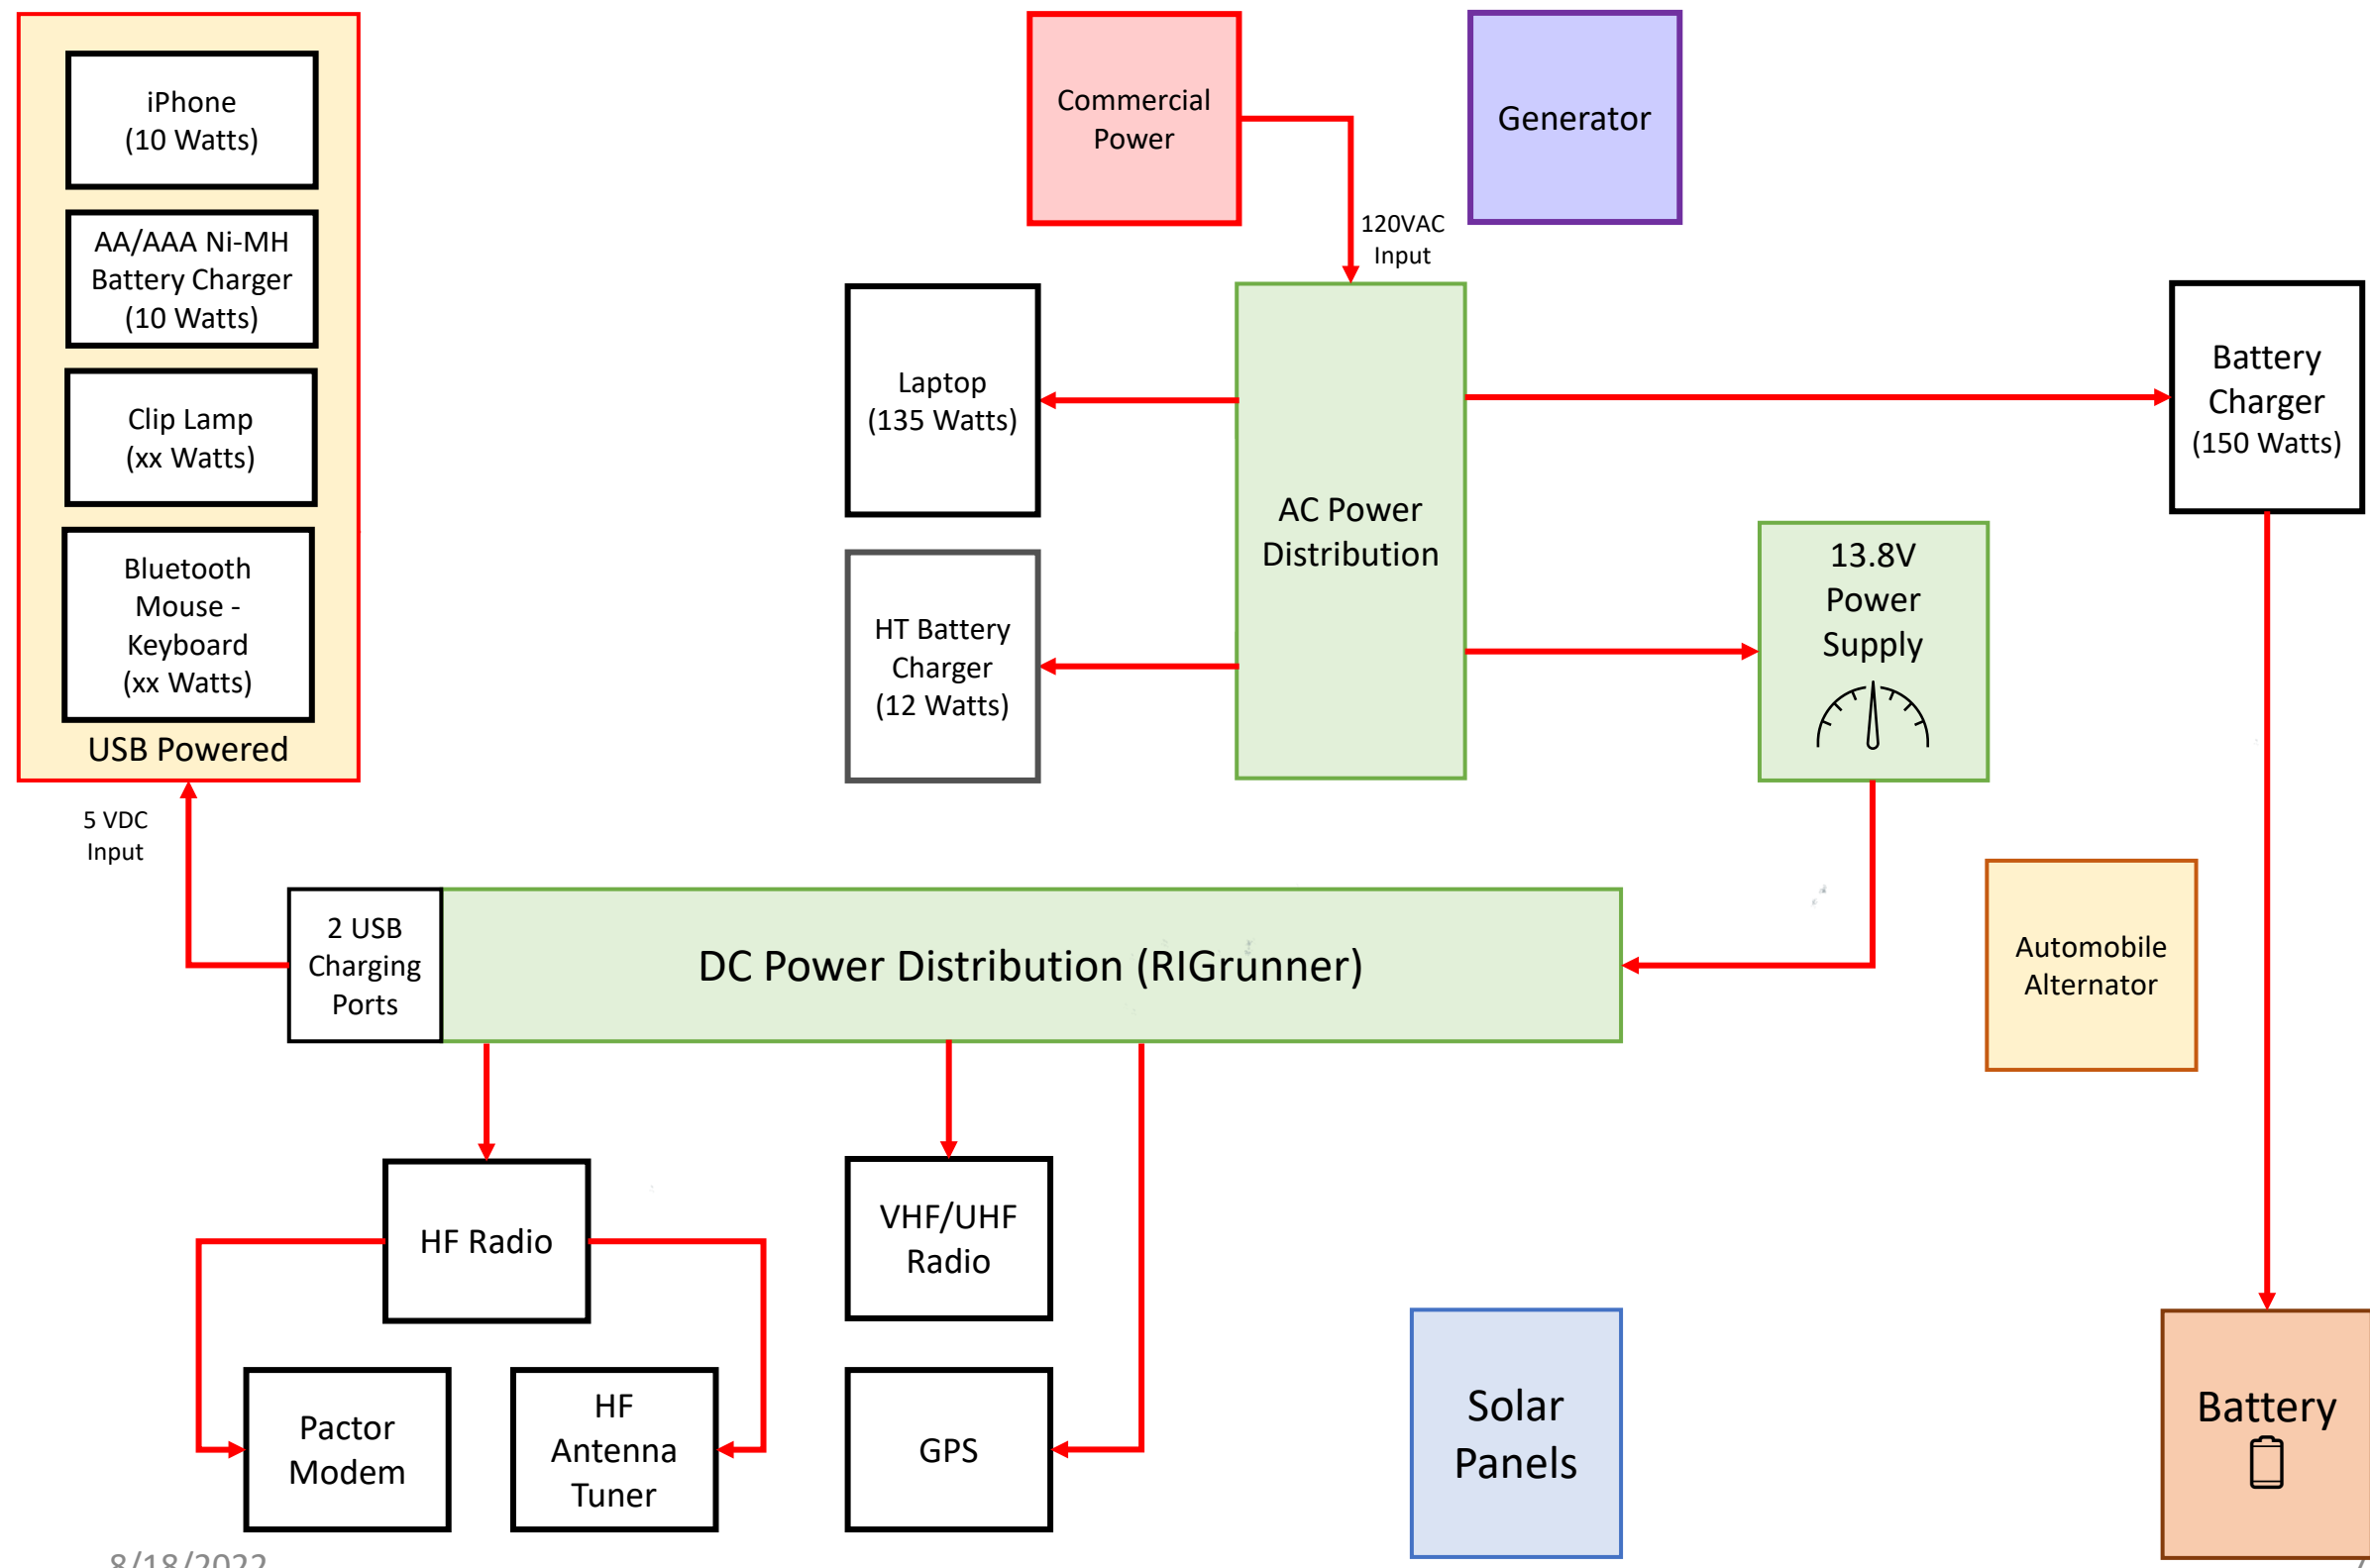 iPhone
(10 Watts)
AA/AAA Ni-MH
Battery Charger
(10 Watts)
Clip Lamp
(xx Watts)
Bluetooth
Mouse -
Keyboard
(xx Watts)
USB Powered
5 VDC
Input
Commercial
Power
Generator
120VAC
Input
Laptop
(135 Watts)
HT Battery
Charger
(12 Watts)
AC Power
Distribution
Battery
Charger
(150 Watts)
13.8V
Power
Supply
2 USB
Charging
Ports
DC Power Distribution (RIGrunner)
Automobile
Alternator
HF Radio
VHF/UHF
Radio
Pactor
Modem
HF
Antenna
Tuner
GPS
Solar
Panels
Battery
8/18/2022